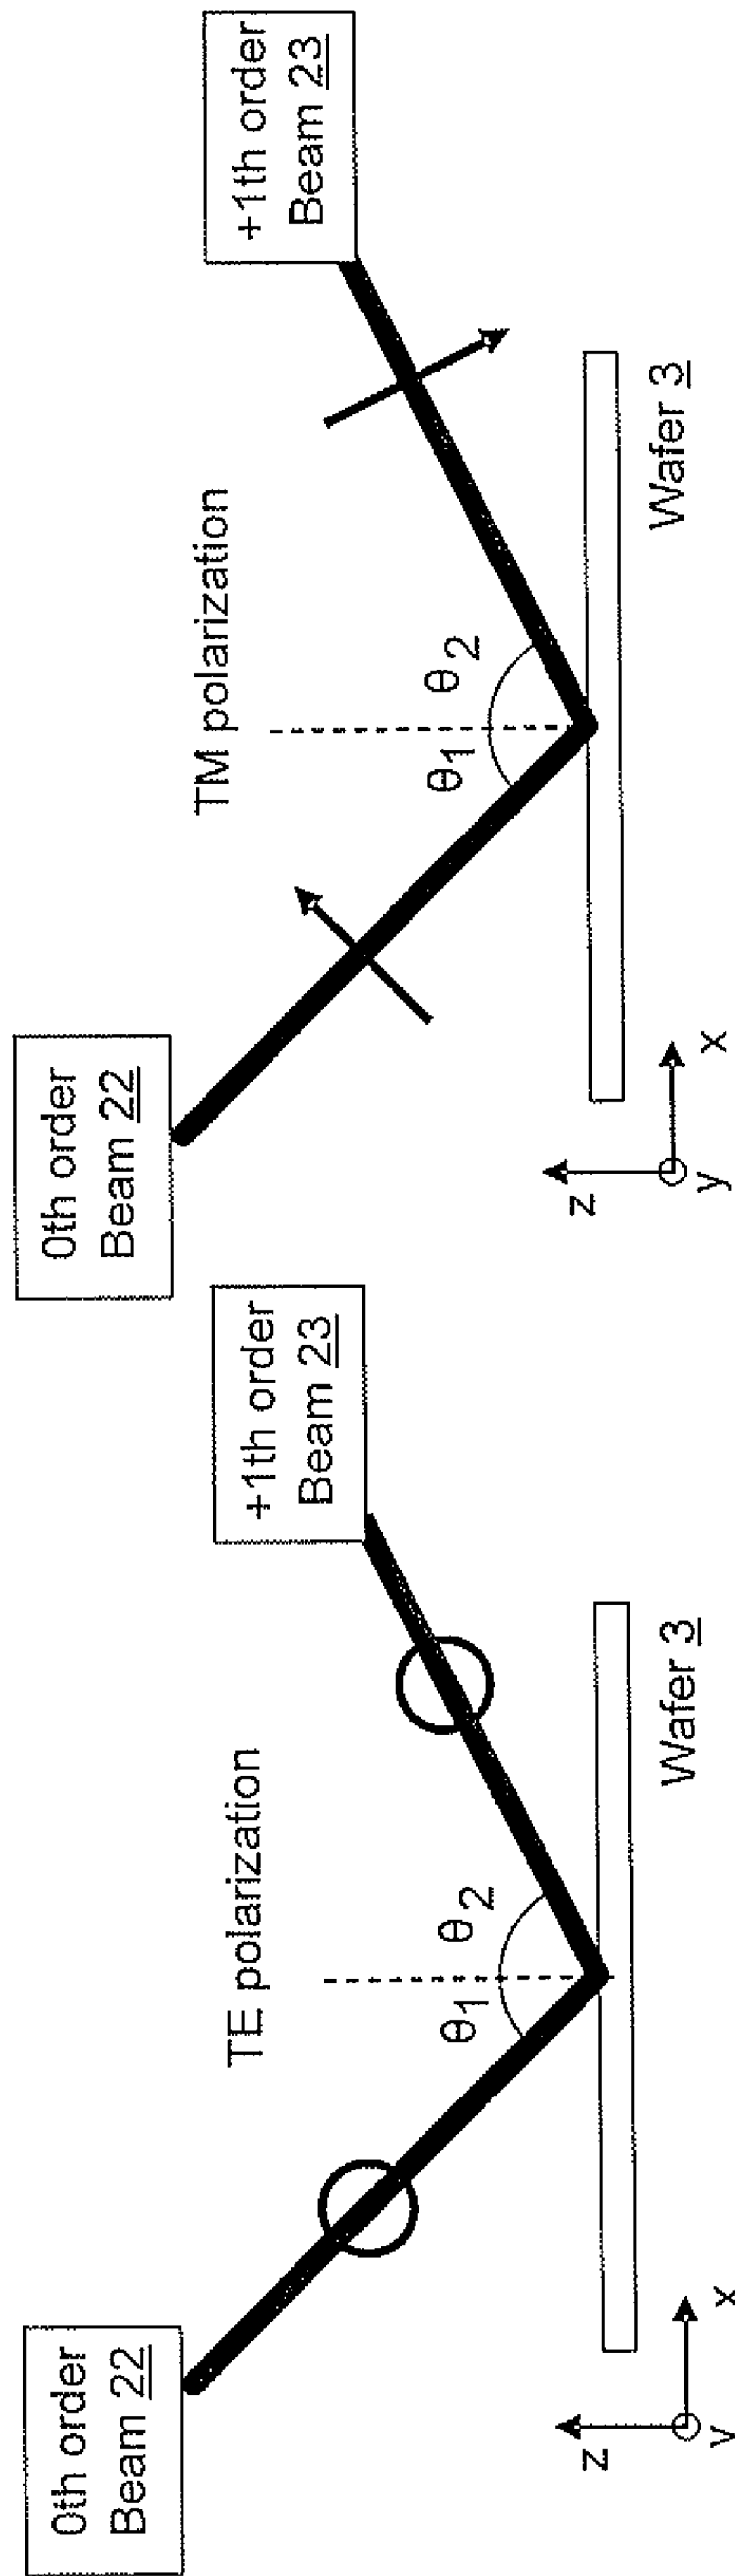 TE polarization
0th order
Beam 22
+1th order
Beam 23
θ1
θ2
Wafer 3
z
x
y
TM polarization
0th order
Beam 22
+1th order
Beam 23
θ1
θ2
Wafer 3
z
x
y